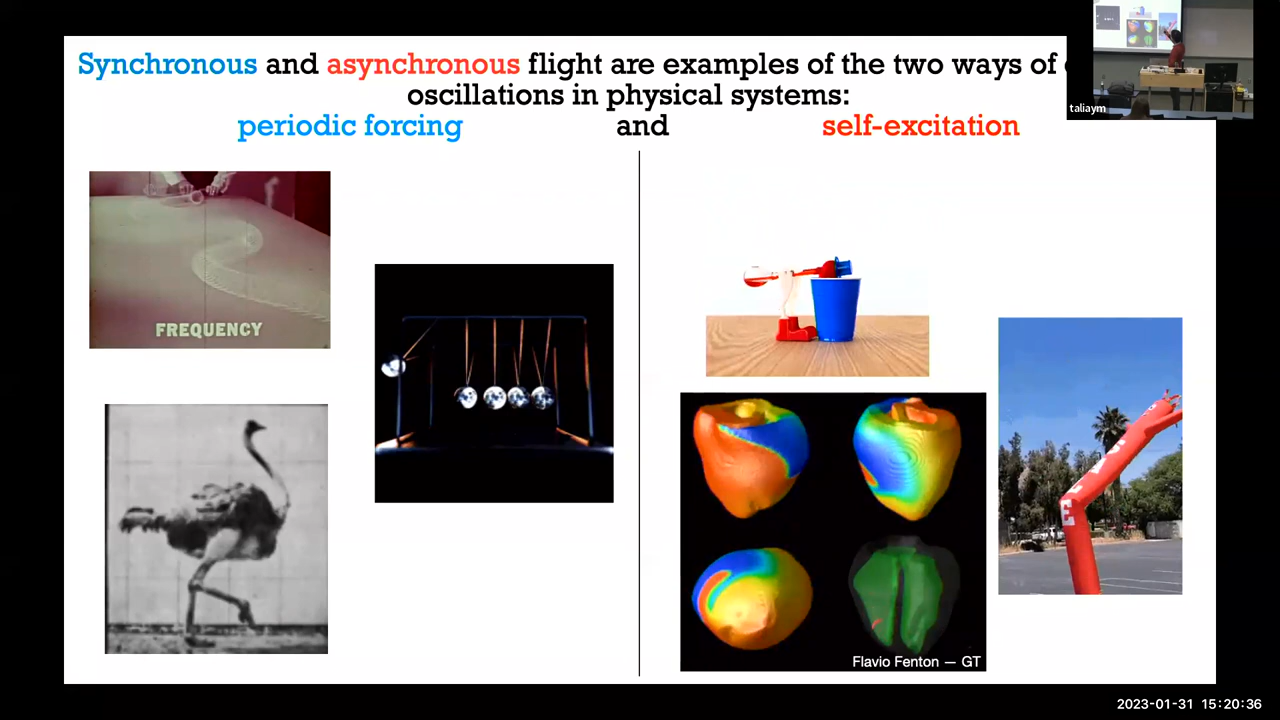 Synchronous and asynchronous flight are examples of the two ways of
oscillations in physical systems:
periodic forcing and self-excitation
taliaym
FREQUENCY
E
Flavio Fenton — GT
2023-01-31 15:20:36